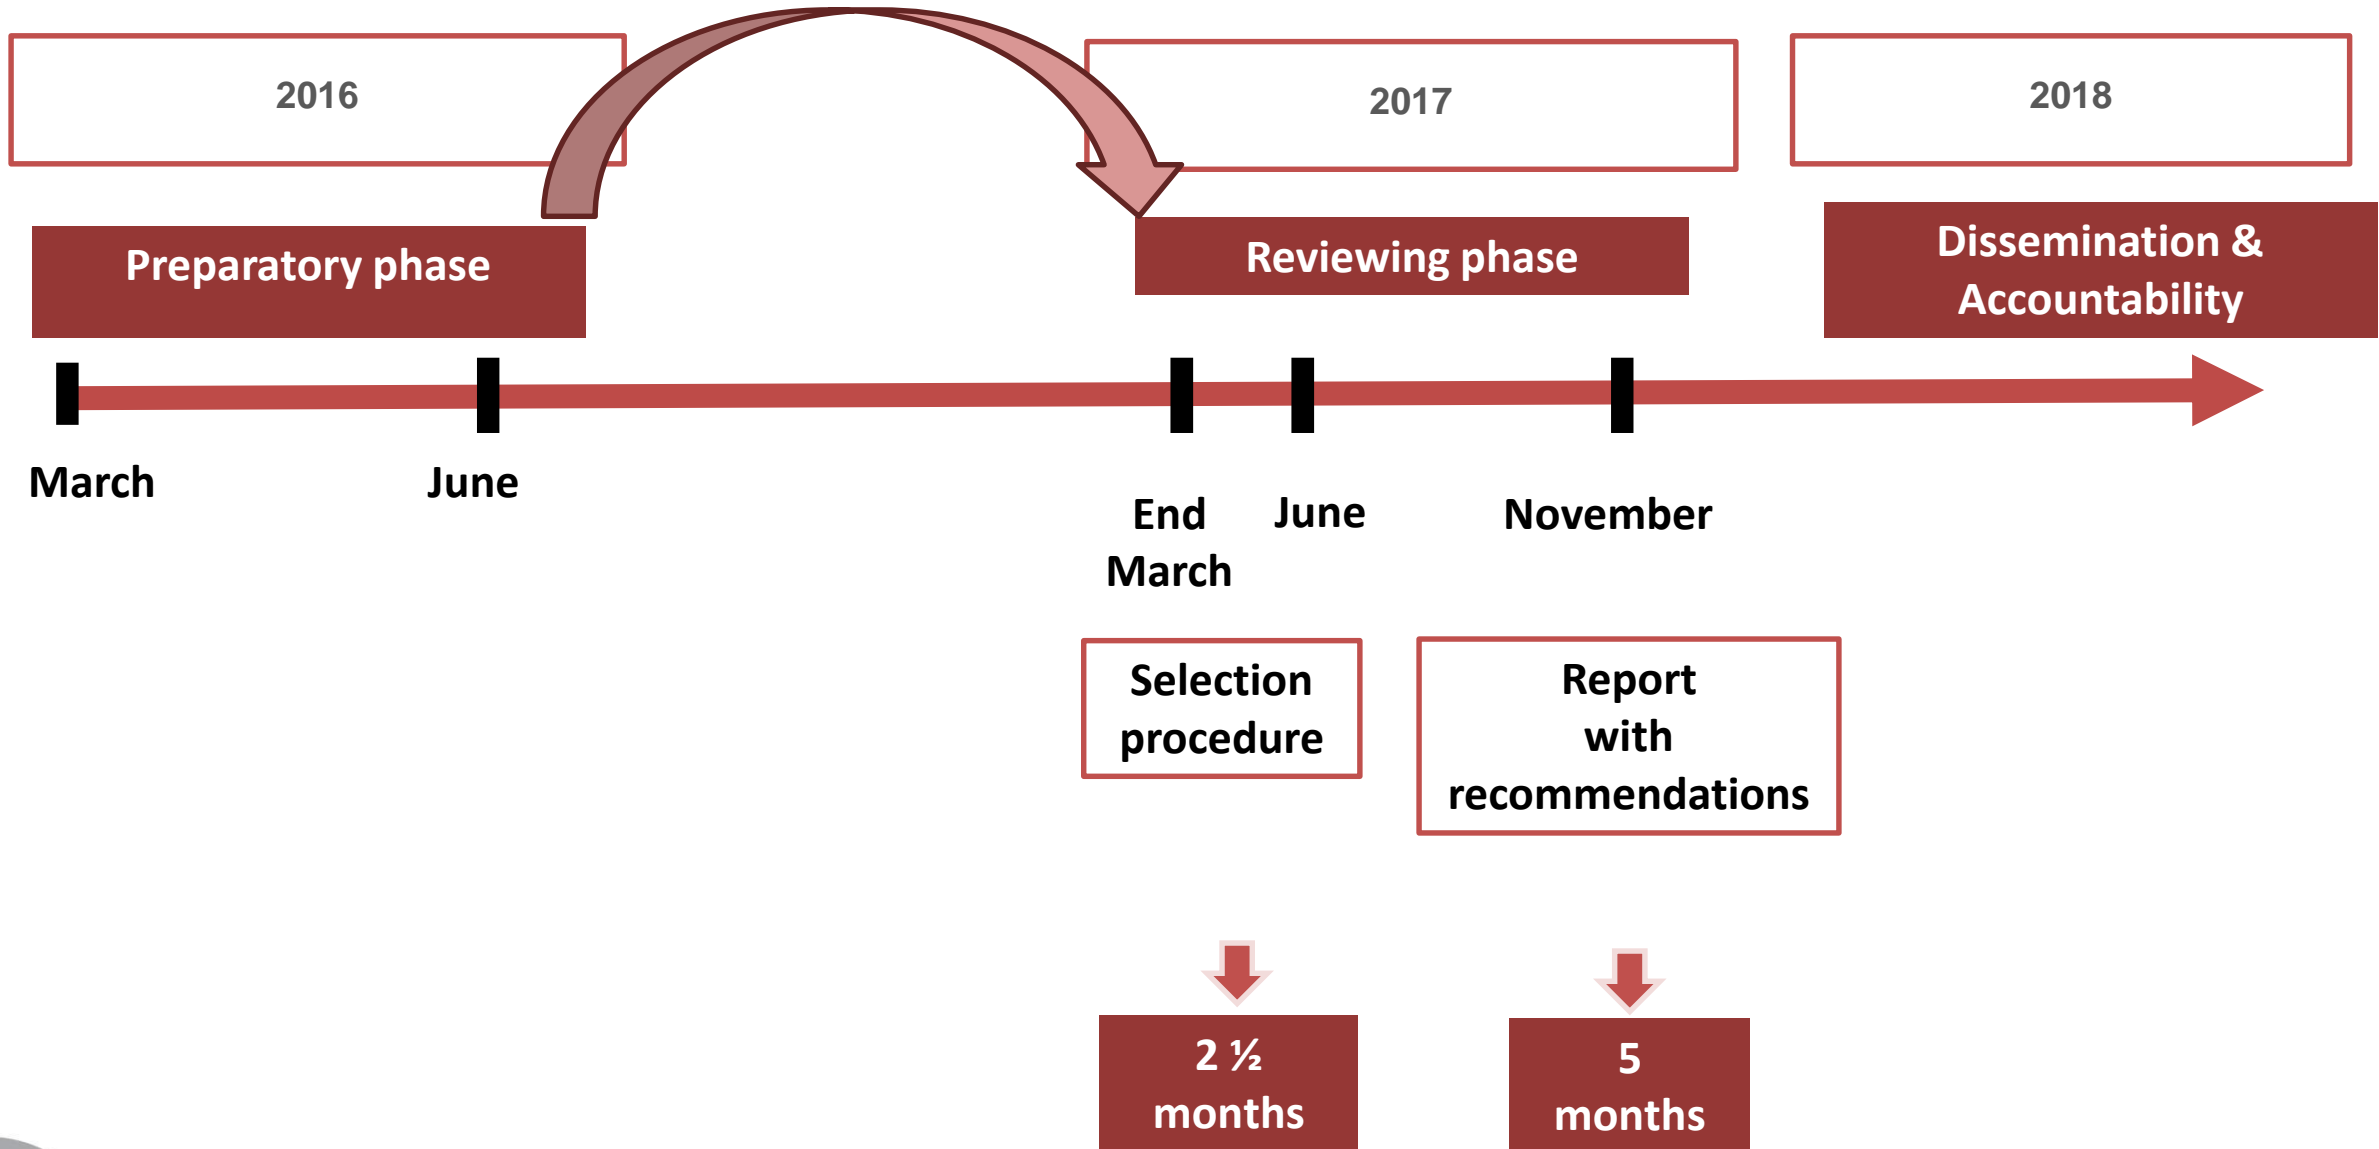 2016
2017
2018
Preparatory phase
Reviewing phase
Dissemination &
Accountability
March
June
End
March
June
November
Selection
procedure
Report
with
recommendations
2 ½
months
5
months